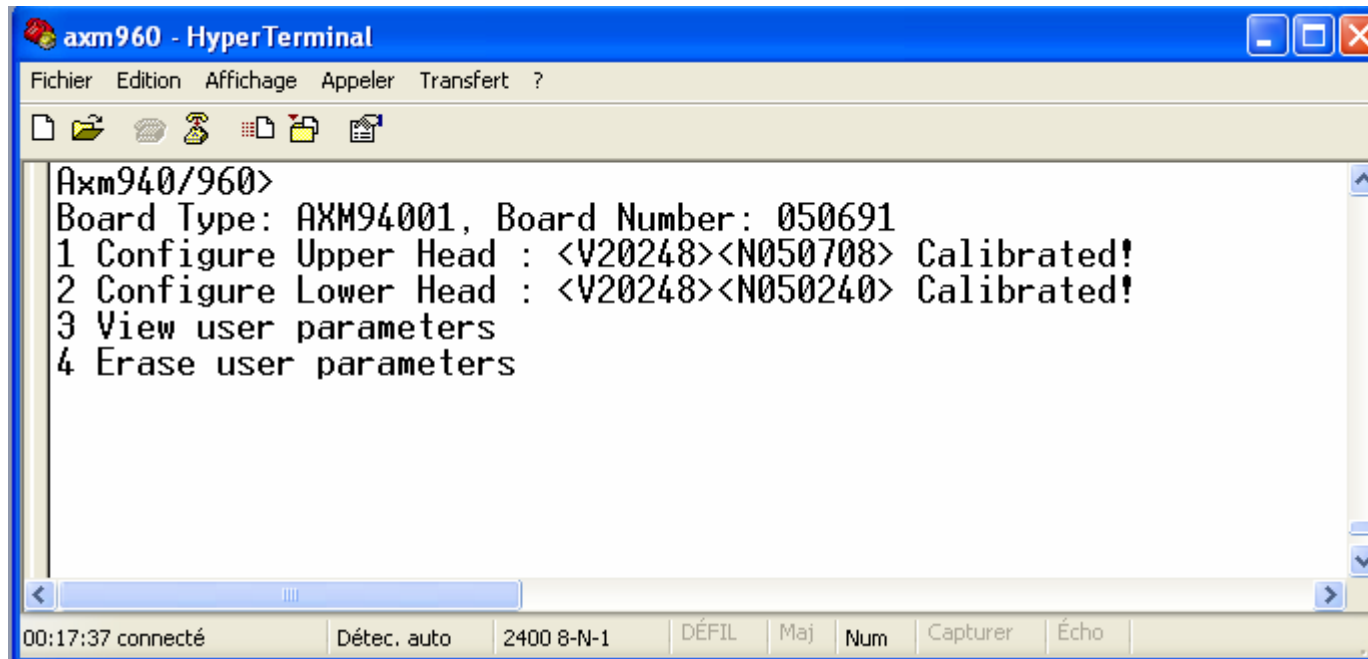 axm960 - HyperTerminal
Fichier Edition Affichage Appeler Transfert ?
Axm940/960>
Board Type: AXM94001, Board Number: 050691
1 Configure Upper Head : <V20248><N050708> Calibrated!
2 Configure Lower Head : <V20248><N050240> Calibrated!
3 View user parameters
4 Erase user parameters
00:17:37 connecté Détec. auto 2400 8-N-1 DÉFIL Maj Num Capturer Écho